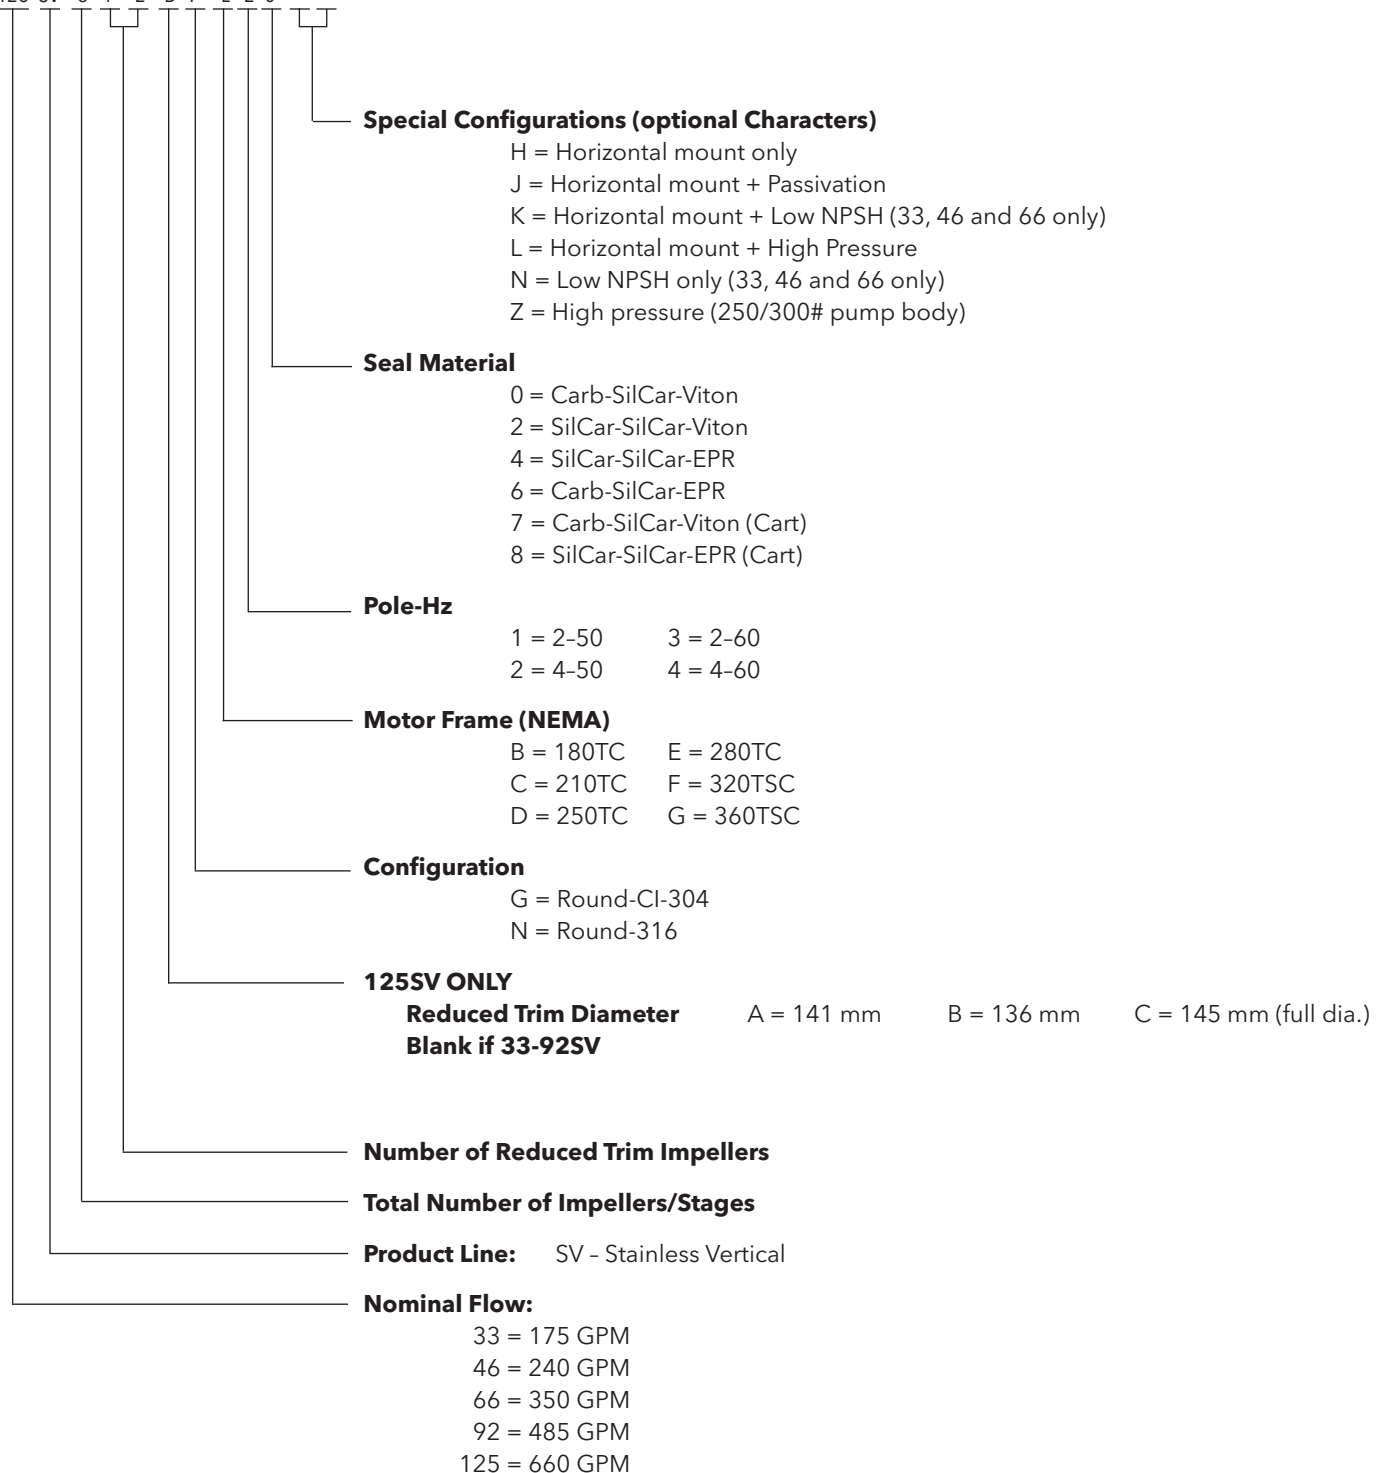 Special Configurations (optional Characters)
H = Horizontal mount only
J = Horizontal mount + Passivation
K = Horizontal mount + Low NPSH (33, 46 and 66 only)
L = Horizontal mount + High Pressure
N = Low NPSH only (33, 46 and 66 only)
Z = High pressure (250/300# pump body)
Seal Material
0 = Carb-SilCar-Viton
2 = SilCar-SilCar-Viton
4 = SilCar-SilCar-EPR
6 = Carb-SilCar-EPR
7 = Carb-SilCar-Viton (Cart)
8 = SilCar-SilCar-EPR (Cart)
Pole-Hz
1 = 2–50 3 = 2–60
2 = 4–50 4 = 4–60
Motor Frame (NEMA)
B = 180TC E = 280TC
C = 210TC F = 320TSC
D = 250TC G = 360TSC
Configuration
G = Round-CI-304
N = Round-316
125SV ONLY
Reduced Trim Diameter A = 141 mm B = 136 mm C = 145 mm (full dia.)
Blank if 33-92SV
Number of Reduced Trim Impellers
Total Number of Impellers/Stages
Product Line: SV – Stainless Vertical
Nominal Flow:
33 = 175 GPM
46 = 240 GPM
66 = 350 GPM
92 = 485 GPM
125 = 660 GPM